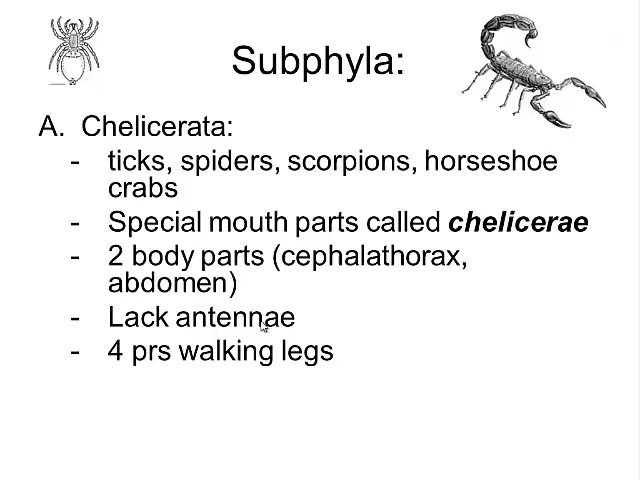 Subphyla:
A. Chelicerata:
- ticks, spiders, scorpions, horseshoe
crabs
- Special mouth parts called chelicerae
- 2 body parts (cephalathorax,
abdomen)
- Lack antennae
- 4 prs walking legs